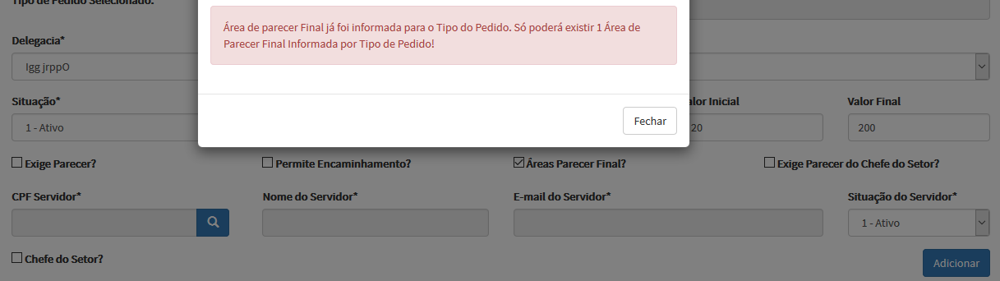 Tipo de Pedido Selecionado:
Área de parecer Final já foi informada para o Tipo do Pedido. Só poderá existir 1 Área de
Parecer Final Informada por Tipo de Pedido!
Delegacia*
Igg jrppO
Fechar
Situação*
Valor Inicial
Valor Final
1 - Ativo
20
200
Exige Parecer?
Permite Encaminhamento?
Áreas Parecer Final?
Exige Parecer do Chefe do Setor?
CPF Servidor*
Nome do Servidor*
E-mail do Servidor*
Situação do Servidor*
1 - Ativo
Chefe do Setor?
Adicionar